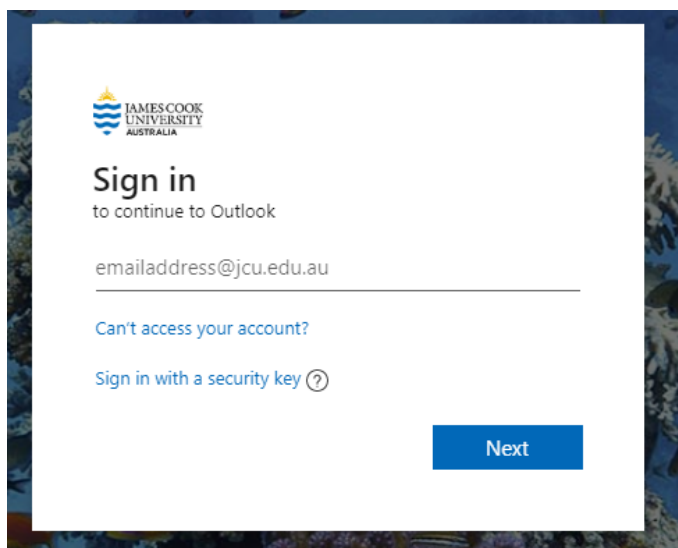 JAMES COOK
UNIVERSITY
AUSTRALIA
Sign in
to continue to Outlook
emailaddress@jcu.edu.au
Can't access your account?
Sign in with a security key
Next